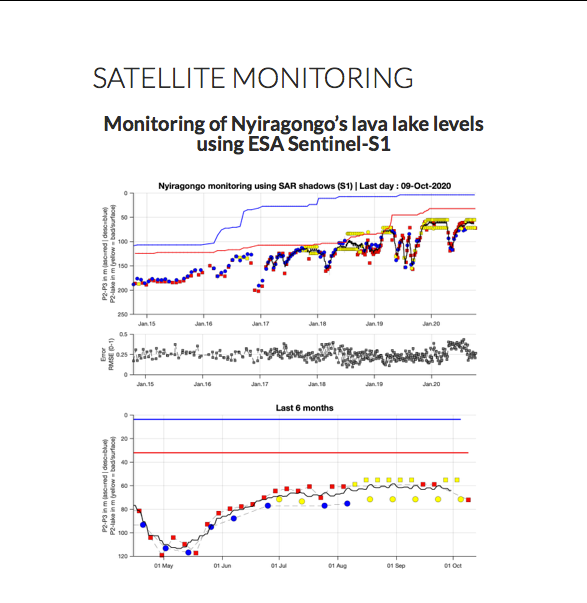 SATELLITE MONITORING
Monitoring of Nyiragongo’s lava lake levels
using ESA Sentinel-S1
Nyiragongo monitoring using SAR shadows (S1) | Last day : 09-Oct-2020
P2-P3 in m (asc=red | desc=blue)
P2-lake in m (yellow = bad/surface)
0
50
100
150
200
250
Jan.15 Jan.16 Jan.17 Jan.18 Jan.19 Jan.20
Error
RMSE (0-1)
0.5
0.25
0
Jan.15 Jan.16 Jan.17 Jan.18 Jan.19 Jan.20
Last 6 months
P2-P3 in m (asc=red | desc=blue)
P2-lake in m (yellow = bad/surface)
0
20
40
60
80
100
120
01 May 01 Jun 01 Jul 01 Aug 01 Sep 01 Oct